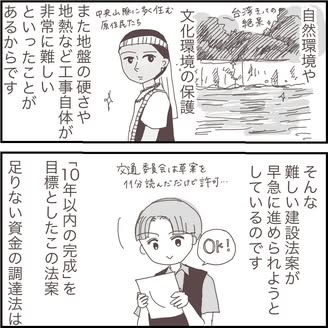 自然環境や
台湾きっての
絶景
文化環境の保護
中央山脈に多く住む
原住民たち
また地盤の硬さや
地熱など工事自体が
非常に難しい
といったことが
あるからです
そんな
難しい建設法案が
早急に進められようと
しているのです
交通委員会は草案を
11分読んだだけで許可…
OK!
「10年以内の完成」を
目標としたこの法案
足りない資金の調達法は